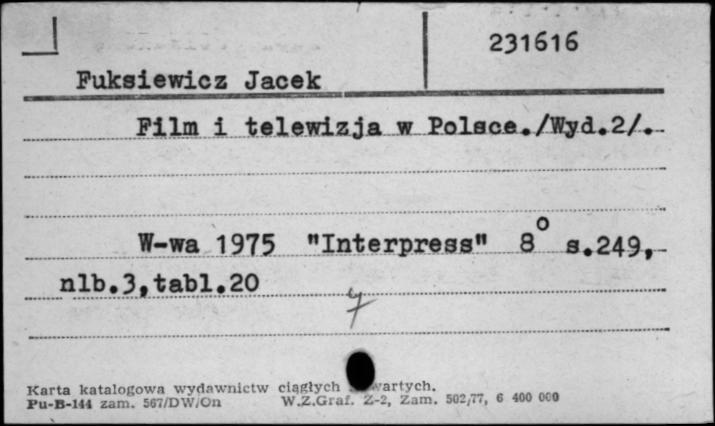 231616
Fuksiewicz Jacek
Film i telewizja w Polsce./Wyd.2/.
W-wa 1975 "Interpress" 8° s.249,
nlb.3,tabl.20
Karta katalogowa wydawnictw ciągłych
Pu-B-144 zam. 567/DW/On W.Z.Graf. Z-2, Zam. 502/77, 6 400 000